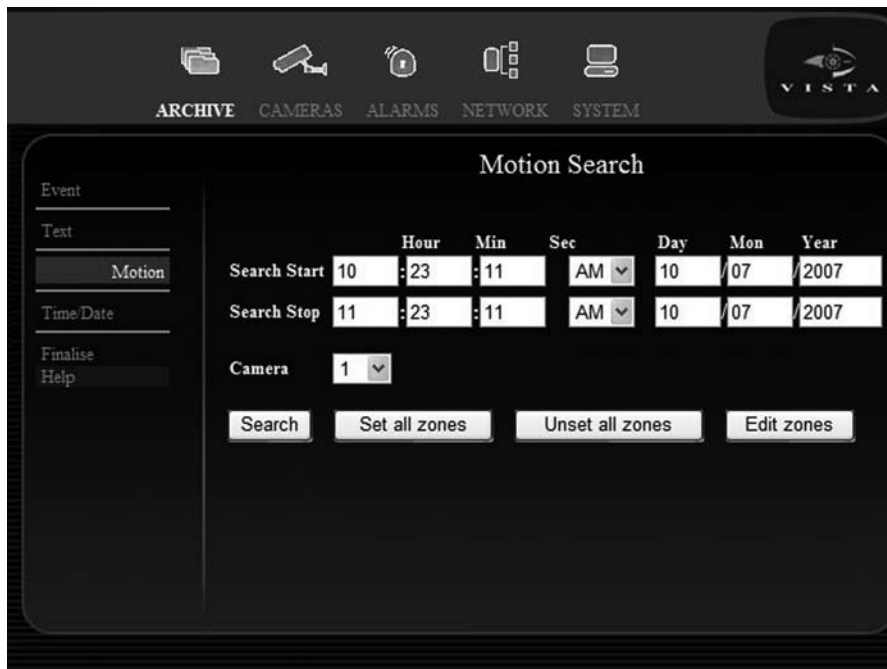 ARCHIVE CAMERAS ALARMS NETWORK SYSTEM
VISTA
Motion Search
Event
Text
Motion
Time/Date
Finalise
Help
Hour Min Sec Day Mon Year
Search Start 10 : 23 : 11 AM 10 / 07 / 2007
Search Stop 11 : 23 : 11 AM 10 / 07 / 2007
Camera 1
Search Set all zones Unset all zones Edit zones